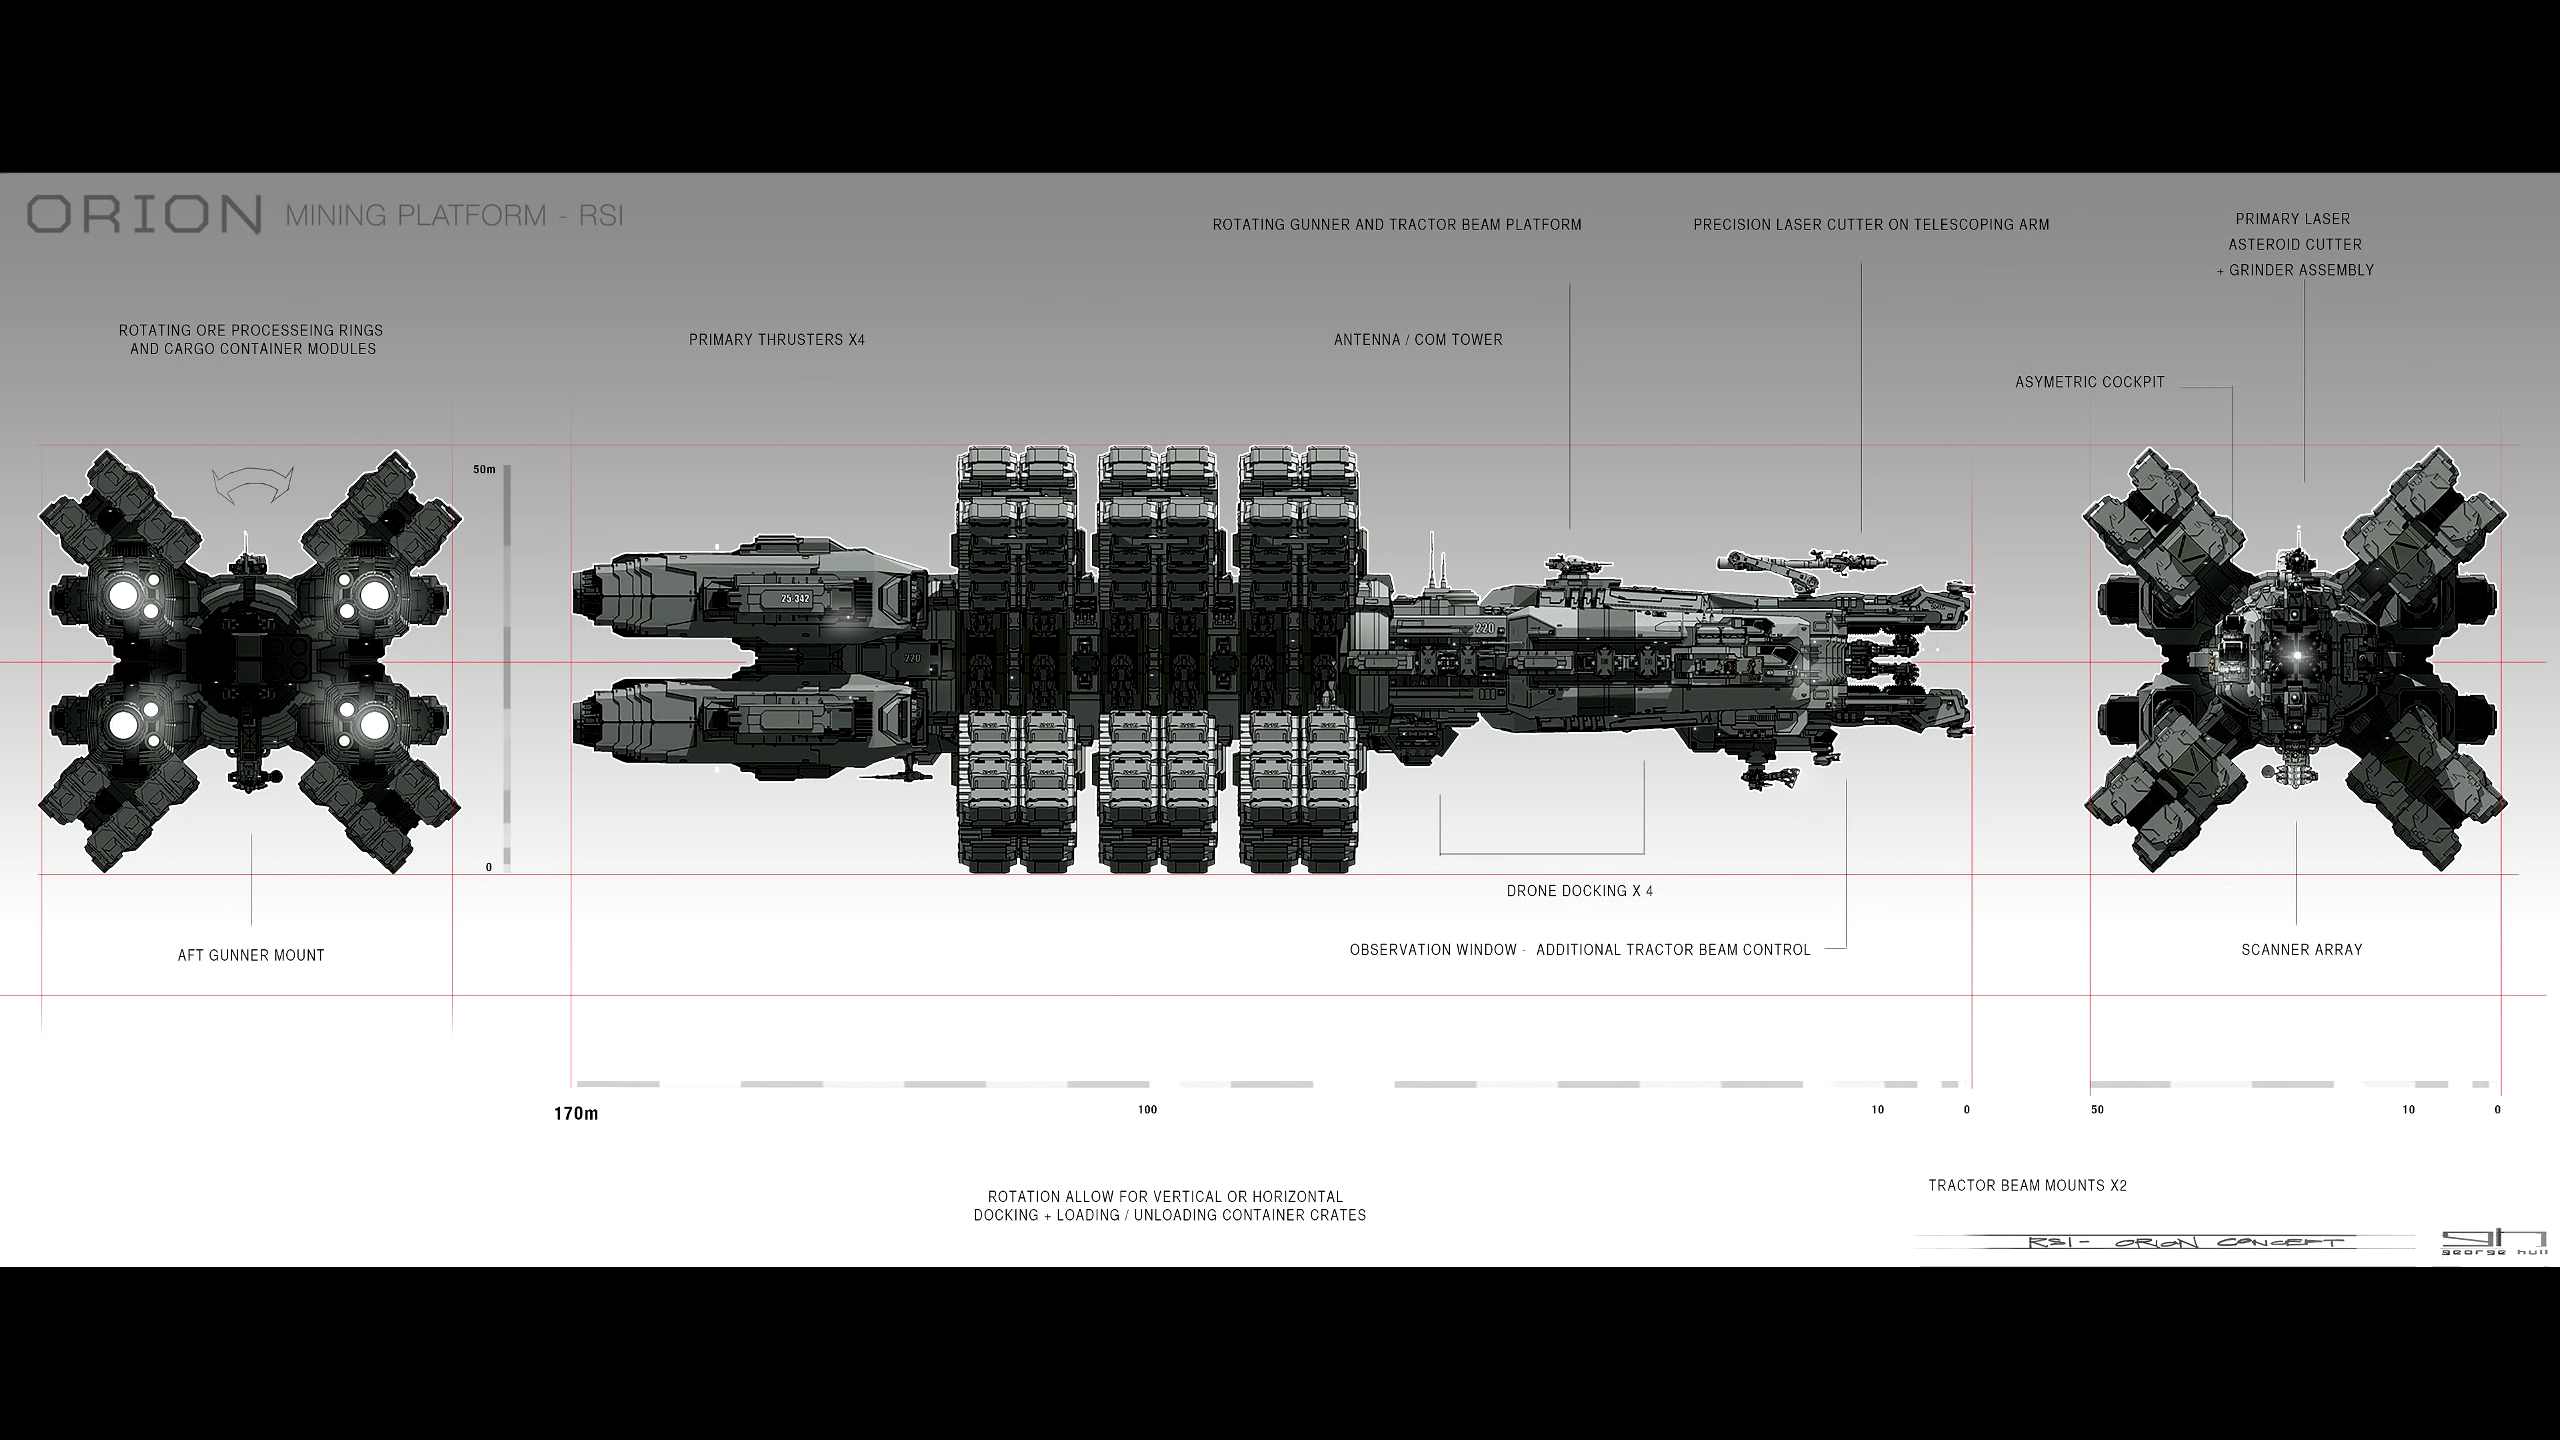 ORION MINING PLATFORM - RSI
ROTATING GUNNER AND TRACTOR BEAM PLATFORM
PRECISION LASER CUTTER ON TELESCOPING ARM
PRIMARY LASER
ASTEROID CUTTER
+ GRINDER ASSEMBLY
ROTATING ORE PROCESSEING RINGS
AND CARGO CONTAINER MODULES
PRIMARY THRUSTERS X4
ANTENNA / COM TOWER
ASYMETRIC COCKPIT
50m
25-342
220
220
0
DRONE DOCKING X 4
AFT GUNNER MOUNT
OBSERVATION WINDOW - ADDITIONAL TRACTOR BEAM CONTROL
SCANNER ARRAY
170m
100
10
0
50
10
0
ROTATION ALLOW FOR VERTICAL OR HORIZONTAL
DOCKING + LOADING / UNLOADING CONTAINER CRATES
TRACTOR BEAM MOUNTS X2
RSI - ORION CONCEPT
gh
george hull